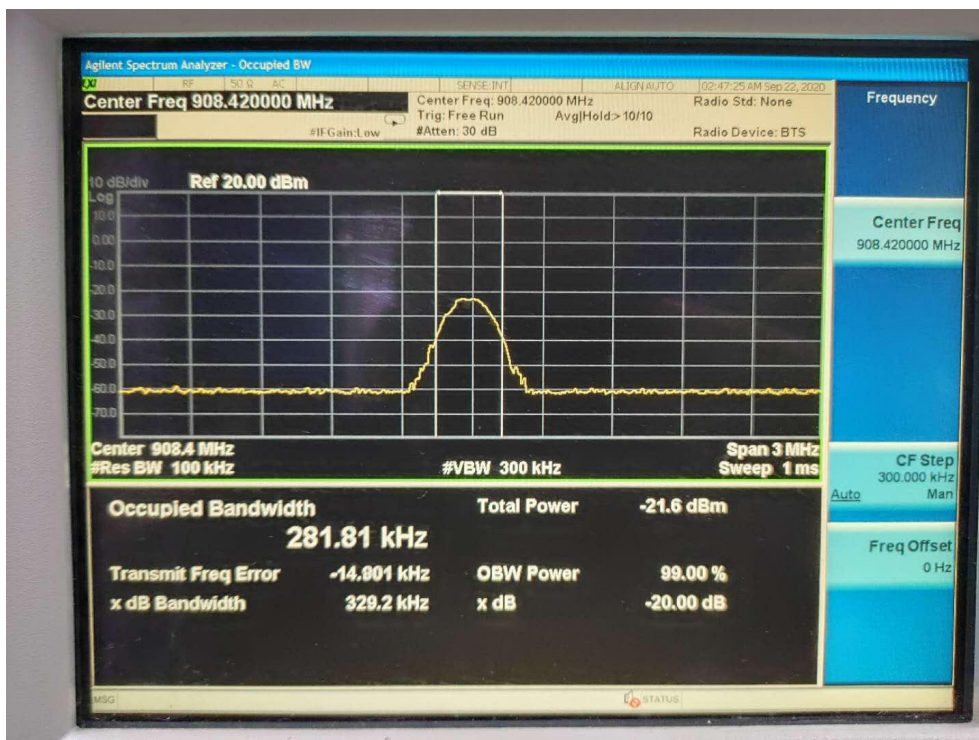 Agilent Spectrum Analyzer - Occupied BW
RF 50 Ω AC SENSE:INT ALIGN AUTO 02:47:25 AM Sep 22, 2020
Center Freq 908.420000 MHz
Center Freq: 908.420000 MHz
Radio Std: None
Trig: Free Run Avg|Hold:> 10/10
#IFGain:Low
#Atten: 30 dB
Radio Device: BTS
10 dB/div Ref 20.00 dBm
Log
10.0
0.00
-10.0
-20.0
-30.0
-40.0
-50.0
-60.0
-70.0
Center 908.4 MHz Span 3 MHz
#Res BW 100 kHz #VBW 300 kHz Sweep 1 ms
Occupied Bandwidth Total Power -21.6 dBm
281.81 kHz
Transmit Freq Error -14.801 kHz OBW Power 99.00 %
x dB Bandwidth 329.2 kHz x dB -20.00 dB
MSG STATUS
Frequency
Center Freq
908.420000 MHz
CF Step
300.000 kHz
Auto Man
Freq Offset
0 Hz